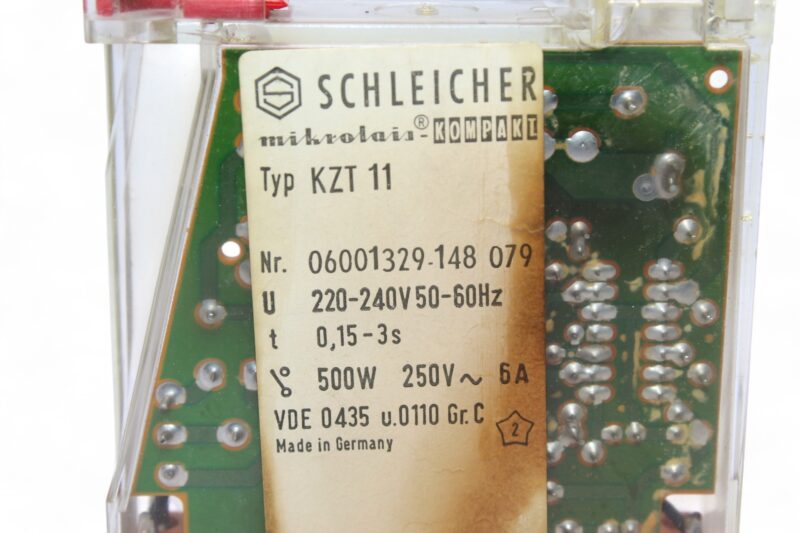 SCHLEICHER
mikrolais®-KOMPAKT
Typ KZT 11
Nr. 06001329-148 079
U 220-240V 50-60Hz
t 0,15-3s
500W 250V~ 6A
VDE 0435 u.0110 Gr.C
2
Made in Germany